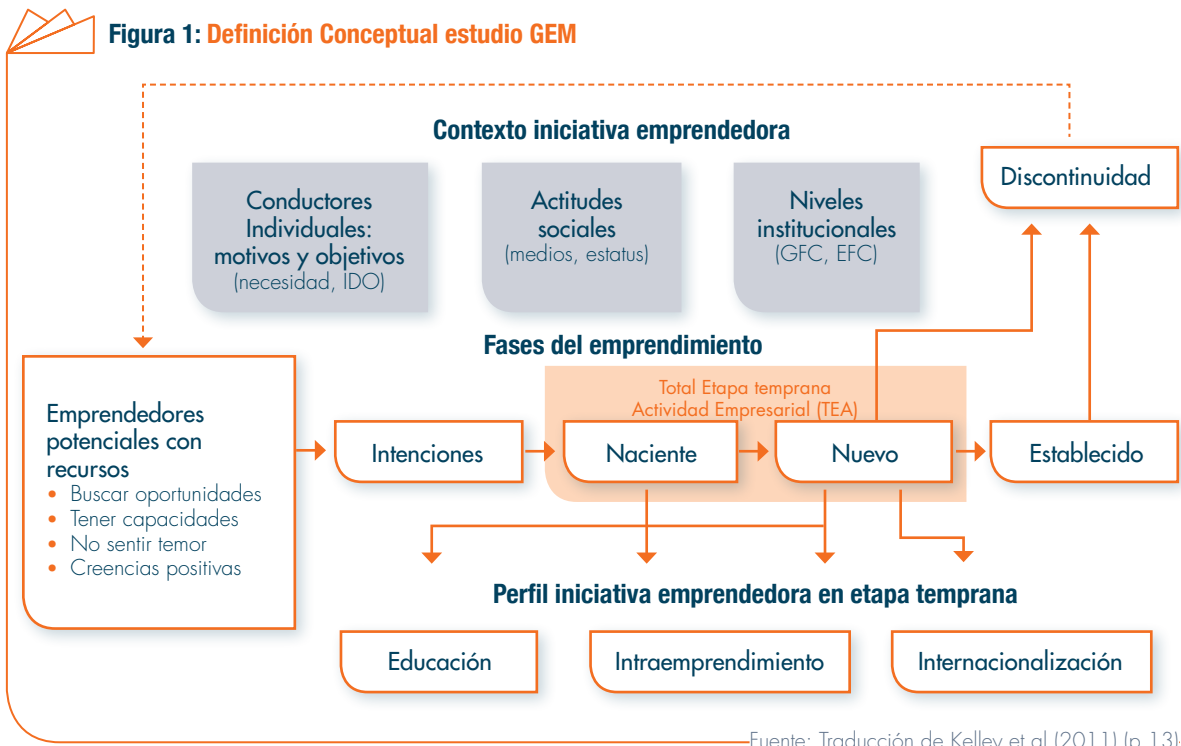 Figura 1: Definición Conceptual estudio GEM
Contexto iniciativa emprendedora
Conductores
Individuales:
motivos y objetivos
(necesidad, IDO)
Actitudes
sociales
(medios, estatus)
Niveles
institucionales
(GFC, EFC)
Discontinuidad
Fases del emprendimiento
Total Etapa temprana
Actividad Empresarial (TEA)
Emprendedores
potenciales con
recursos
• Buscar oportunidades
• Tener capacidades
• No sentir temor
• Creencias positivas
Intenciones
Naciente
Nuevo
Establecido
Perfil iniciativa emprendedora en etapa temprana
Educación
Intraemprendimiento
Internacionalización
Fuente: Traducción de Kelley et al (2011) (p 13)